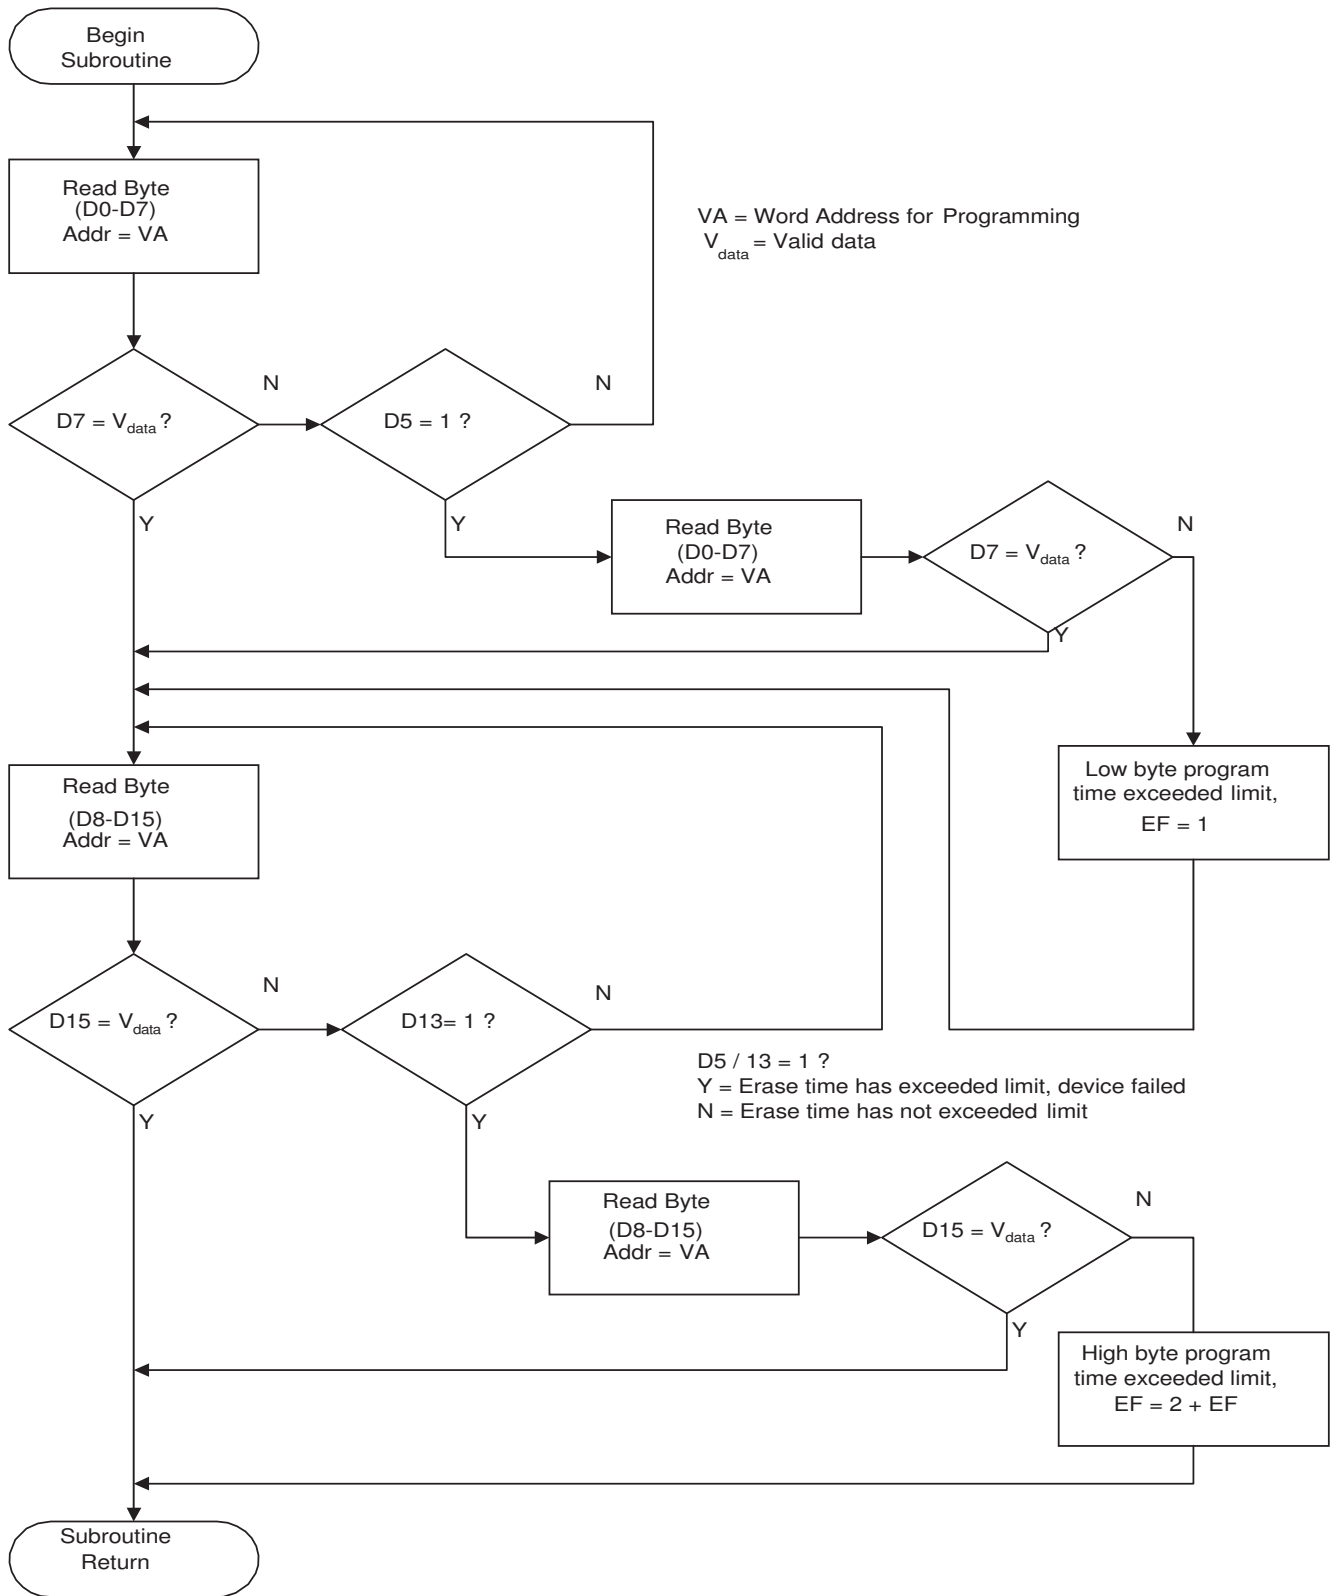 Begin
Subroutine
Read Byte
(D0-D7)
Addr = VA
VA = Word Address for Programming
Vdata = Valid data
D7 = Vdata ?
N
D5 = 1 ?
N
Y
Y
Read Byte
(D0-D7)
Addr = VA
D7 = Vdata ?
N
Y
Read Byte
(D8-D15)
Addr = VA
Low byte program
time exceeded limit,
EF = 1
D15 = Vdata ?
N
D13= 1 ?
N
Y
Y
D5 / 13 = 1 ?
Y = Erase time has exceeded limit, device failed
N = Erase time has not exceeded limit
Read Byte
(D8-D15)
Addr = VA
D15 = Vdata ?
N
Y
High byte program
time exceeded limit,
EF = 2 + EF
Subroutine
Return